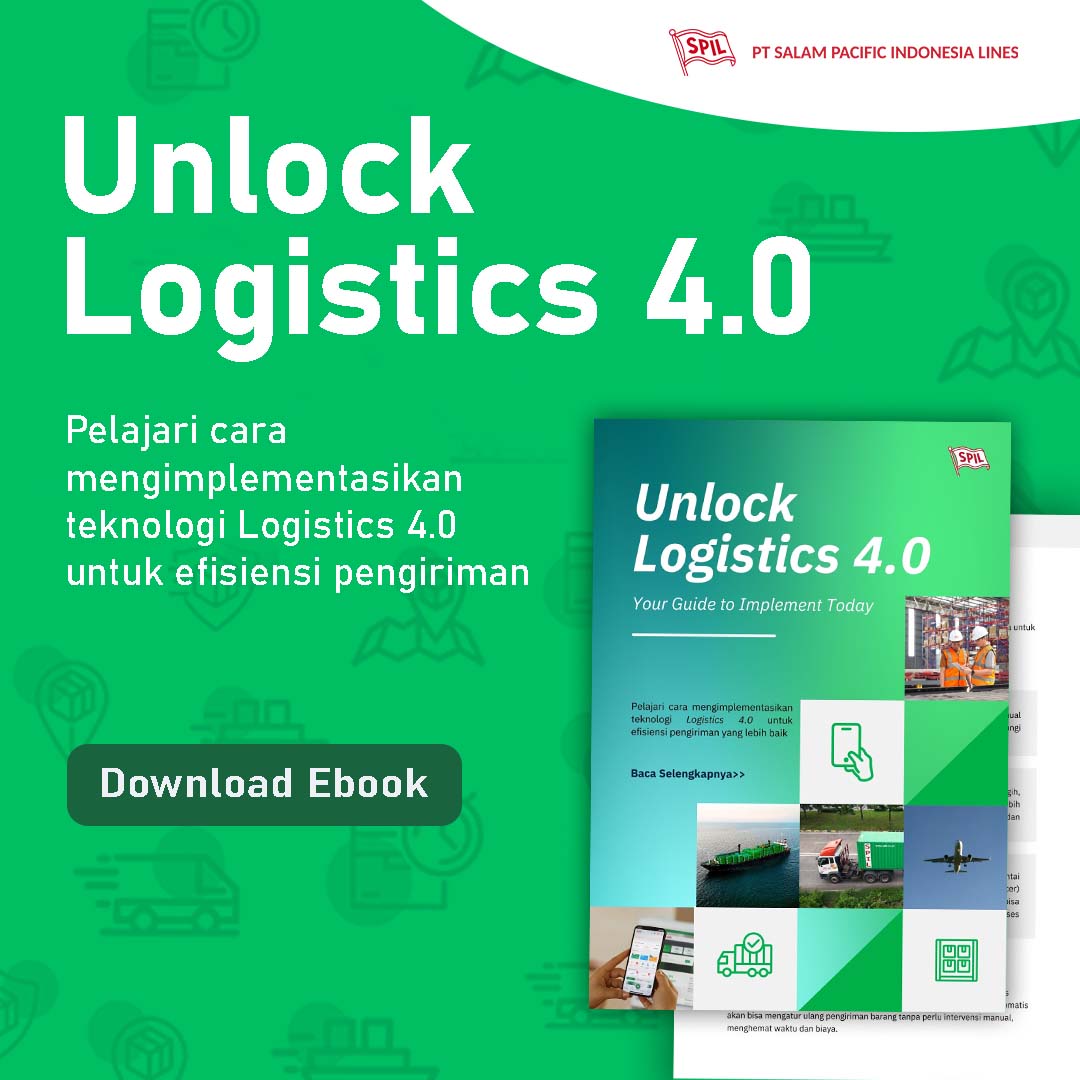 SPIL
PT SALAM PACIFIC INDONESIA LINES
Unlock
Logistics 4.0
Pelajari cara
mengimplementasikan
teknologi Logistics 4.0
untuk efisiensi pengiriman
Download Ebook
SPIL
Unlock
Logistics 4.0
Your Guide to Implement Today
Pelajari cara mengimplementasikan
teknologi Logistics 4.0 untuk
efisiensi pengiriman yang lebih baik
Baca Selengkapnya>>
untuk
akan bisa mengatur ulang pengiriman barang tanpa perlu intervensi manual,
menghemat waktu dan biaya.